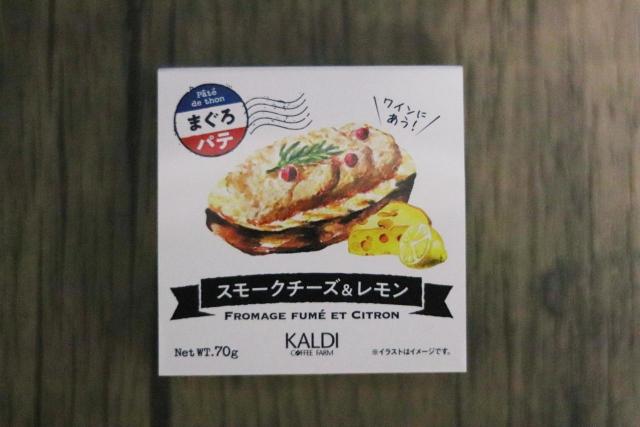 Pâté
de thon
まぐろ
パテ
ワインに
あう!
スモークチーズ&レモン
FROMAGE FUMÉ ET CITRON
KALDI
COFFEE FARM
Net WT.70g
※イラストはイメージです。